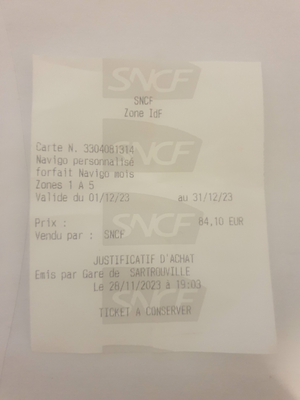 SNCF
SNCF
Zone IdF
Carte N. 3304081314
Navigo personnalisé
forfait Navigo mois
Zones 1 A 5
Valide du 01/12/23 au 31/12/23
Prix : 84,10 EUR
Vendu par : SNCF
JUSTIFICATIF D'ACHAT
Emis par Gare de SARTROUVILLE
Le 28/11/2023 à 19:03
TICKET A CONSERVER